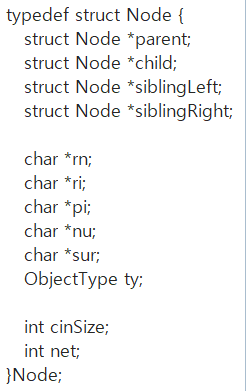 typedef struct Node {
struct Node *parent;
struct Node *child;
struct Node *siblingLeft;
struct Node *siblingRight;
char *rn;
char *ri;
char *pi;
char *nu;
char *sur;
ObjectType ty;
int cinSize;
int net;
}Node;